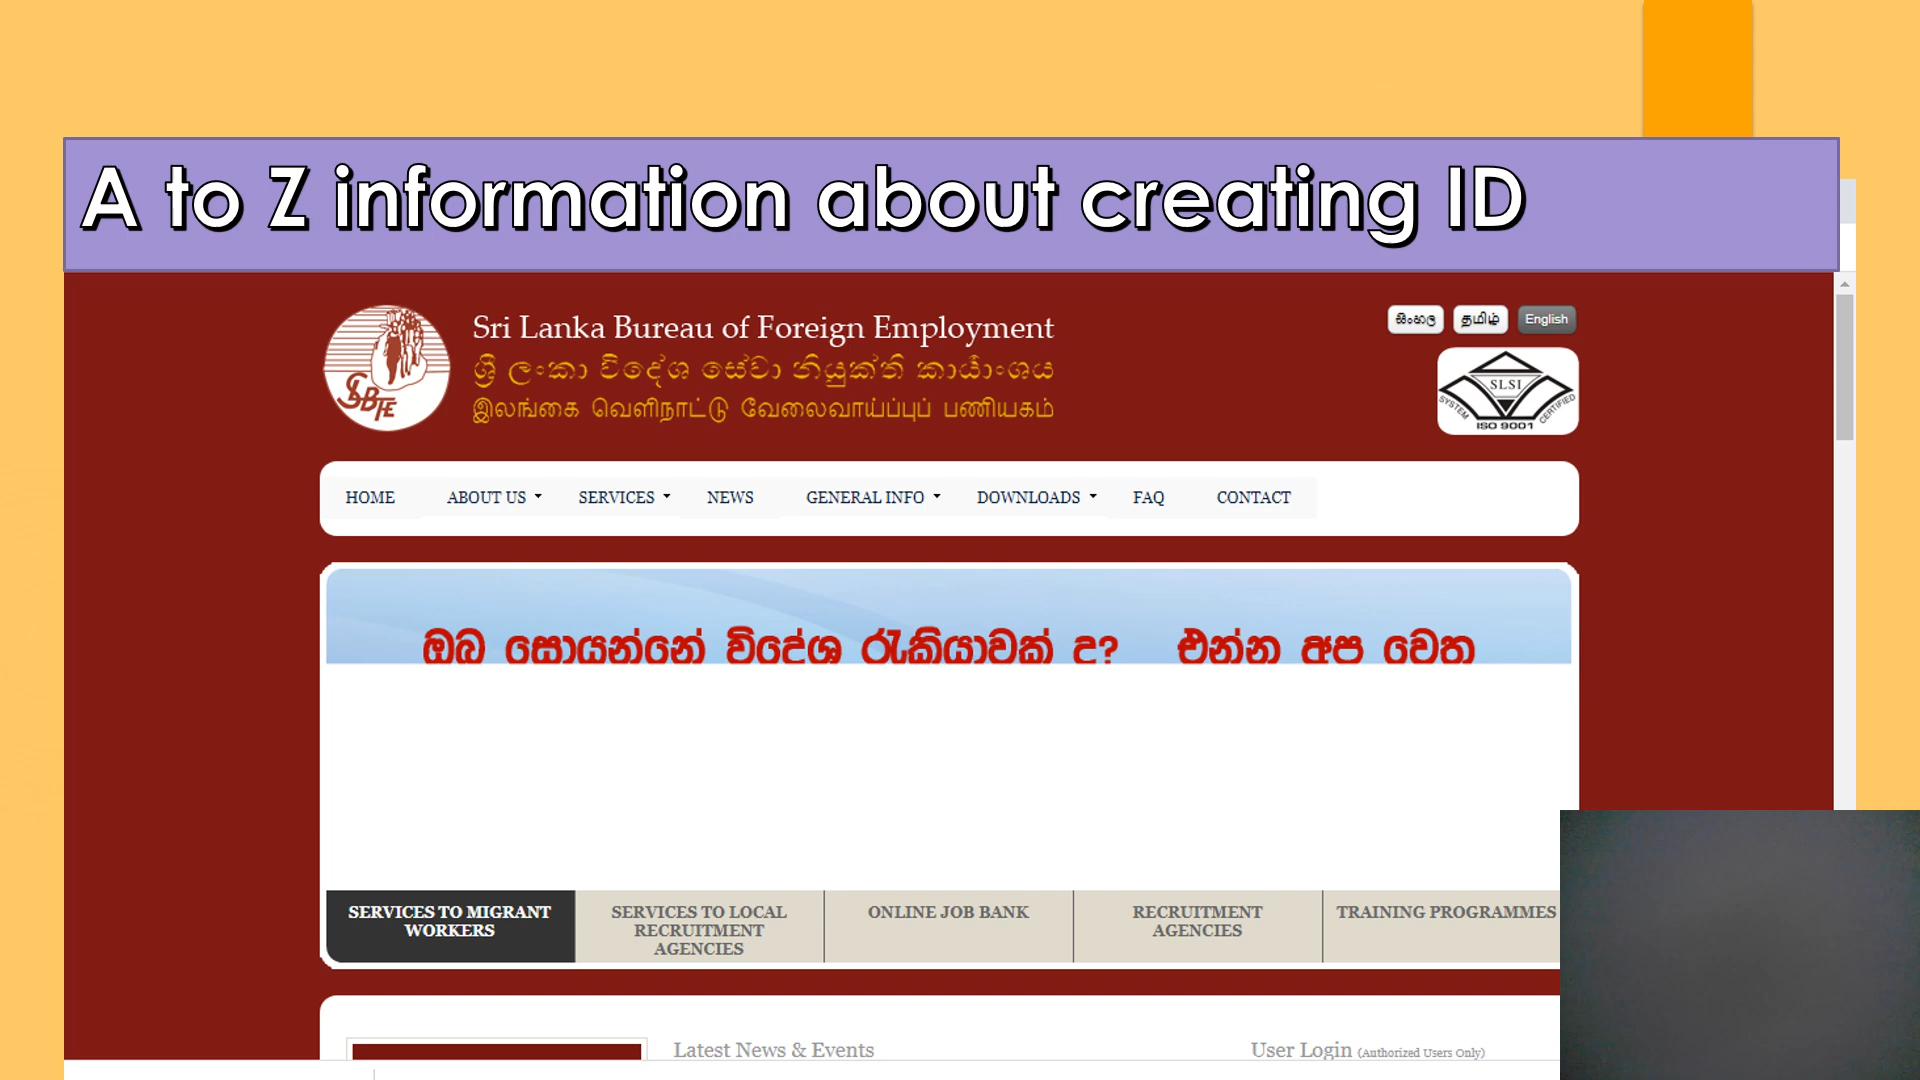 A to Z information about creating ID
Sri Lanka Bureau of Foreign Employment
ශ්‍රී ලංකා විදේශ සේවා නියුක්ති කාර්යාංශය
இலங்கை வெளிநாட்டு வேலைவாய்ப்புப் பணியகம்
SLBFE
සිංහල தமிழ் English
SLSI
SYSTEM CERTIFIED
ISO 9001
HOME ABOUT US SERVICES NEWS GENERAL INFO DOWNLOADS FAQ CONTACT
ඔබ සොයන්නේ විදේශ රැකියාවක් ද? එන්න අප වෙත
SERVICES TO MIGRANT
WORKERS
SERVICES TO LOCAL
RECRUITMENT
AGENCIES
ONLINE JOB BANK
RECRUITMENT
AGENCIES
TRAINING PROGRAMMES
Latest News & Events
User Login (Authorized Users Only)